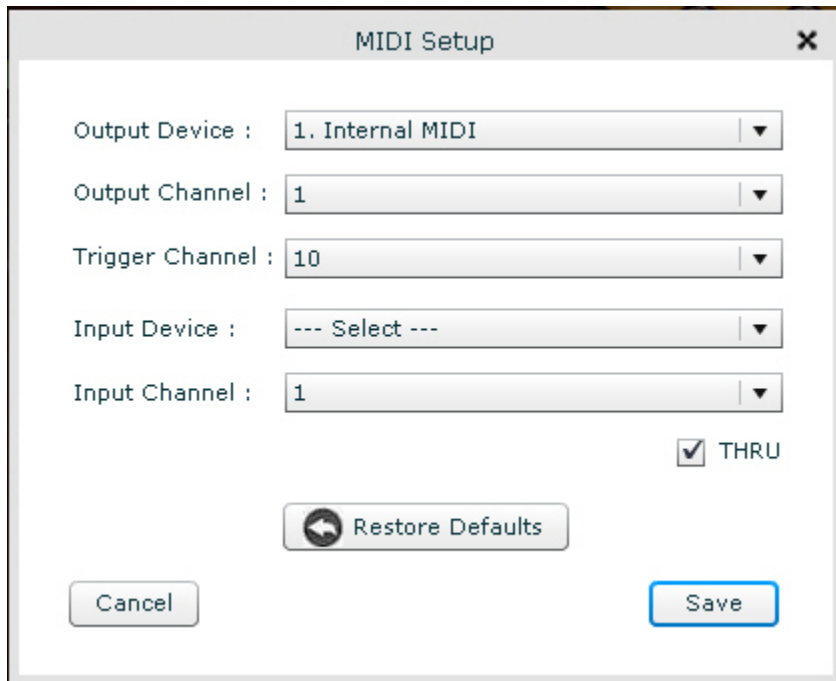 MIDI Setup
Output Device : 1. Internal MIDI
Output Channel : 1
Trigger Channel : 10
Input Device : --- Select ---
Input Channel : 1
THRU
Restore Defaults
Cancel Save